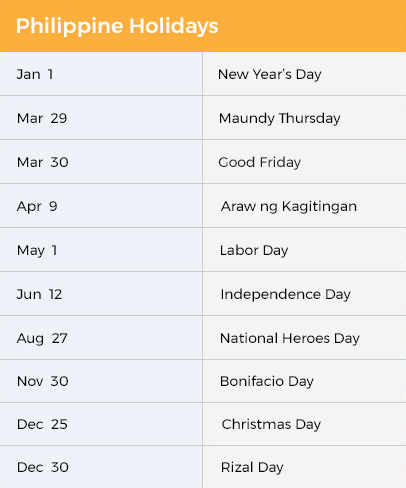 Philippine Holidays
Jan 1 New Year's Day
Mar 29 Maundy Thursday
Mar 30 Good Friday
Apr 9 Araw ng Kagitingan
May 1 Labor Day
Jun 12 Independence Day
Aug 27 National Heroes Day
Nov 30 Bonifacio Day
Dec 25 Christmas Day
Dec 30 Rizal Day